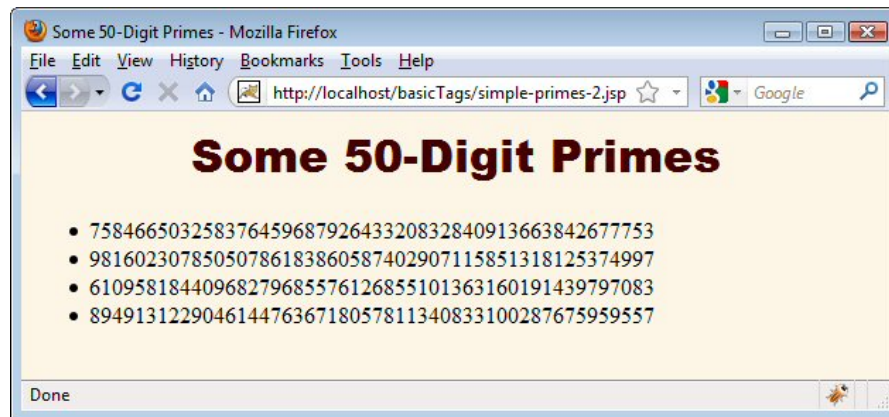 Some 50-Digit Primes - Mozilla Firefox
File Edit View History Bookmarks Tools Help
http://localhost/basicTags/simple-primes-2.jsp Google
Some 50-Digit Primes
• 75846650325837645968792643320832840913663842677753
• 98160230785050786183860587402907115851318125374997
• 61095818440968279685576126855101363160191439797083
• 89491312290461447636718057811340833100287675959557
Done